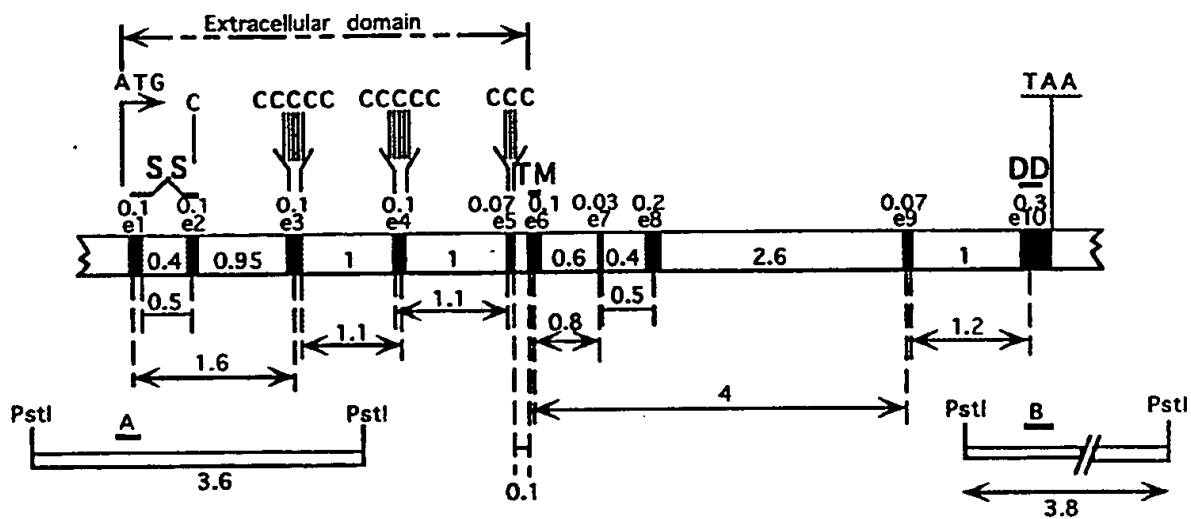 Extracellular domain
ATG C CCCCC CCCCC CCC TAA
SS TM DD
0.1 0.1 0.1 0.1 0.07 0.1 0.03 0.2 0.07 0.3
e1 e2 e3 e4 e5 e6 e7 e8 e9 e10
0.4 0.95 1 1 0.6 0.4 2.6 1
0.5 1.1 0.8 0.5 1.2
1.6 1.1
4
PstI A PstI PstI B PstI
3.6 0.1 3.8